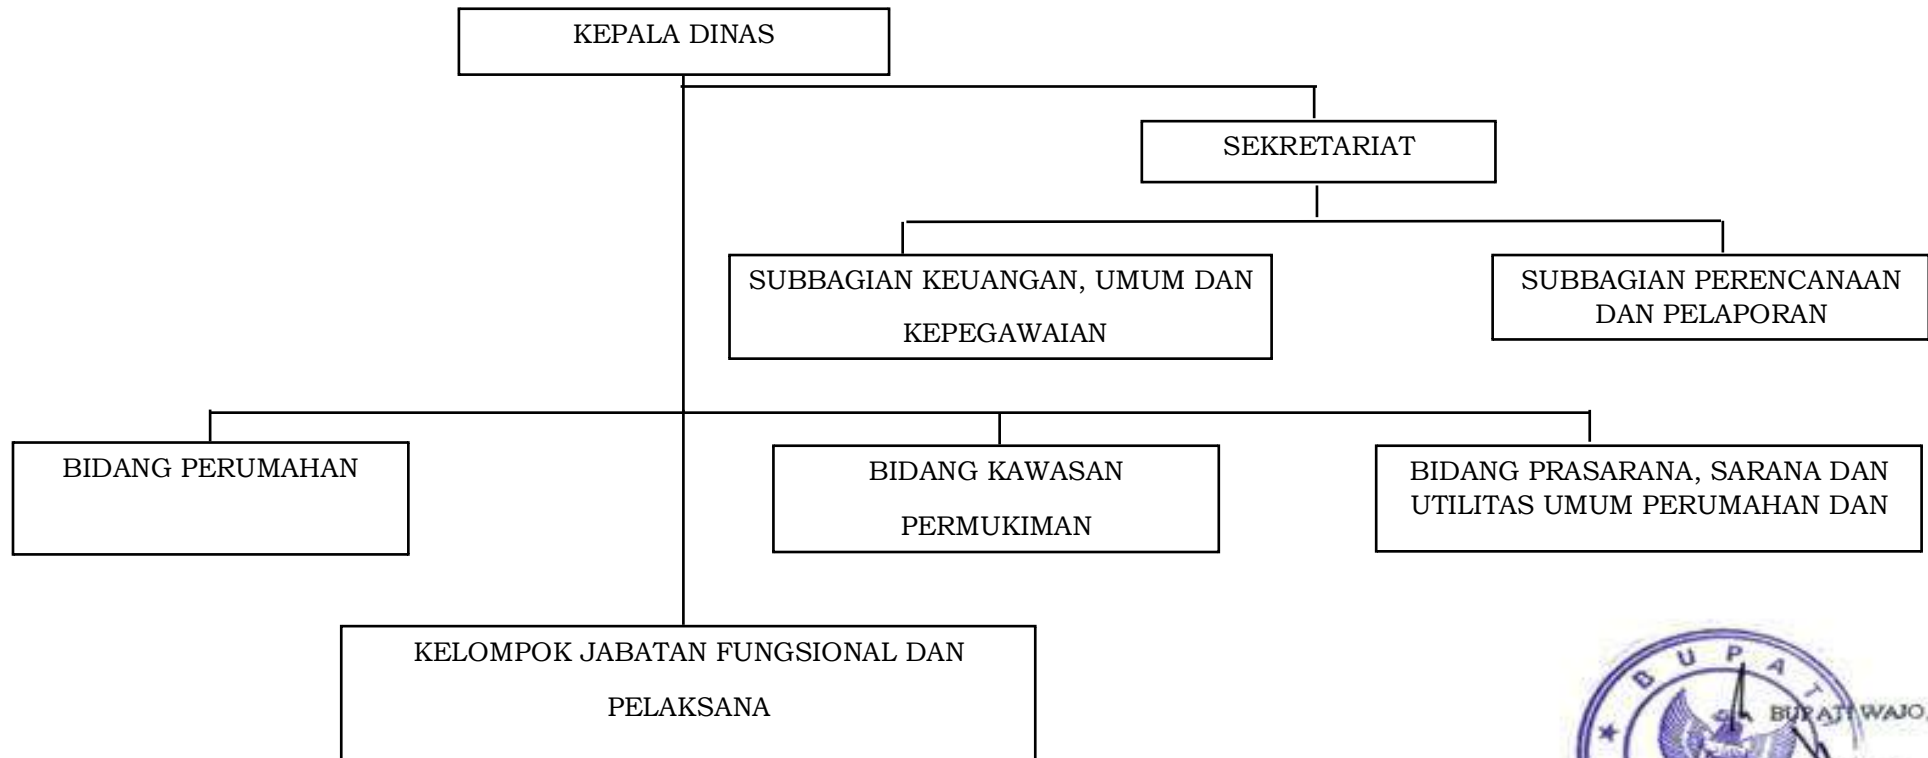 KEPALA DINAS
SEKRETARIAT
SUBBAGIAN KEUANGAN, UMUM DAN
KEPEGAWAIAN
SUBBAGIAN PERENCANAAN
DAN PELAPORAN
BIDANG PERUMAHAN
BIDANG KAWASAN
PERMUKIMAN
BIDANG PRASARANA, SARANA DAN
UTILITAS UMUM PERUMAHAN DAN
KELOMPOK JABATAN FUNGSIONAL DAN
PELAKSANA
BUPAT
BUPATI WAJO,